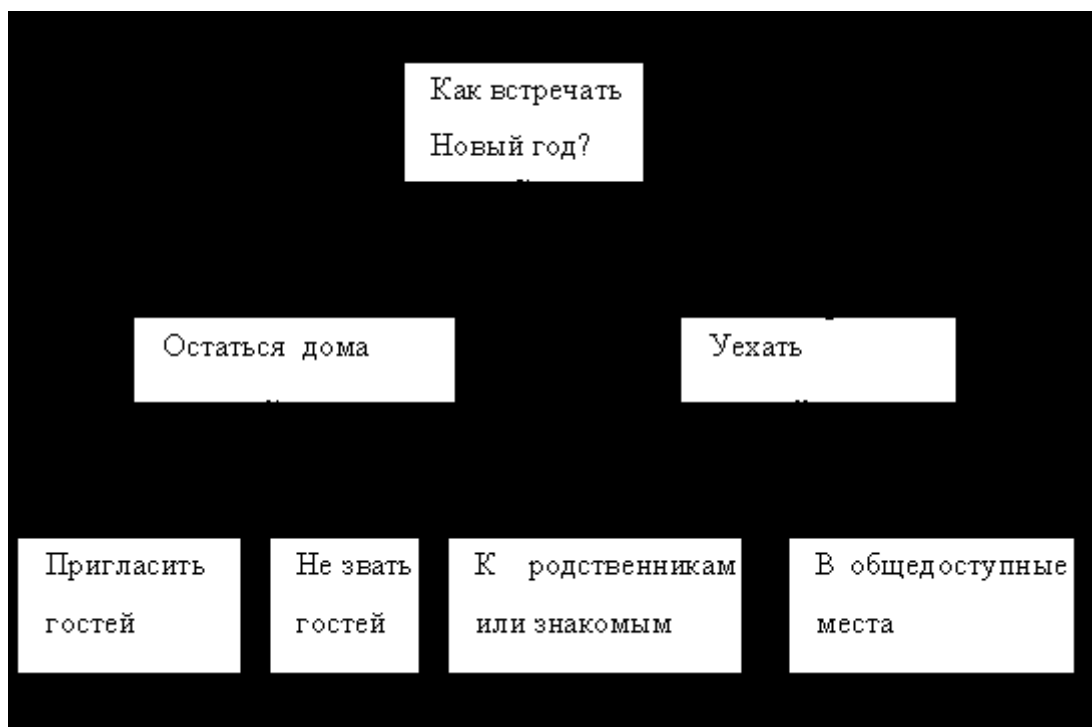 Как встречать
Новый год?
Остаться дома
Уехать
Пригласить
гостей
Не звать
гостей
К родственникам
или знакомым
В общедоступные
места